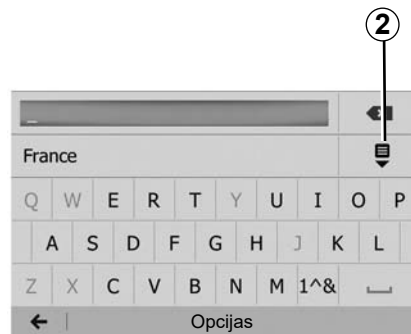 2
_
France
Q W E R T Y U I O P
A S D F G H J K L
Z X C V B N M 1^&
Opcijas